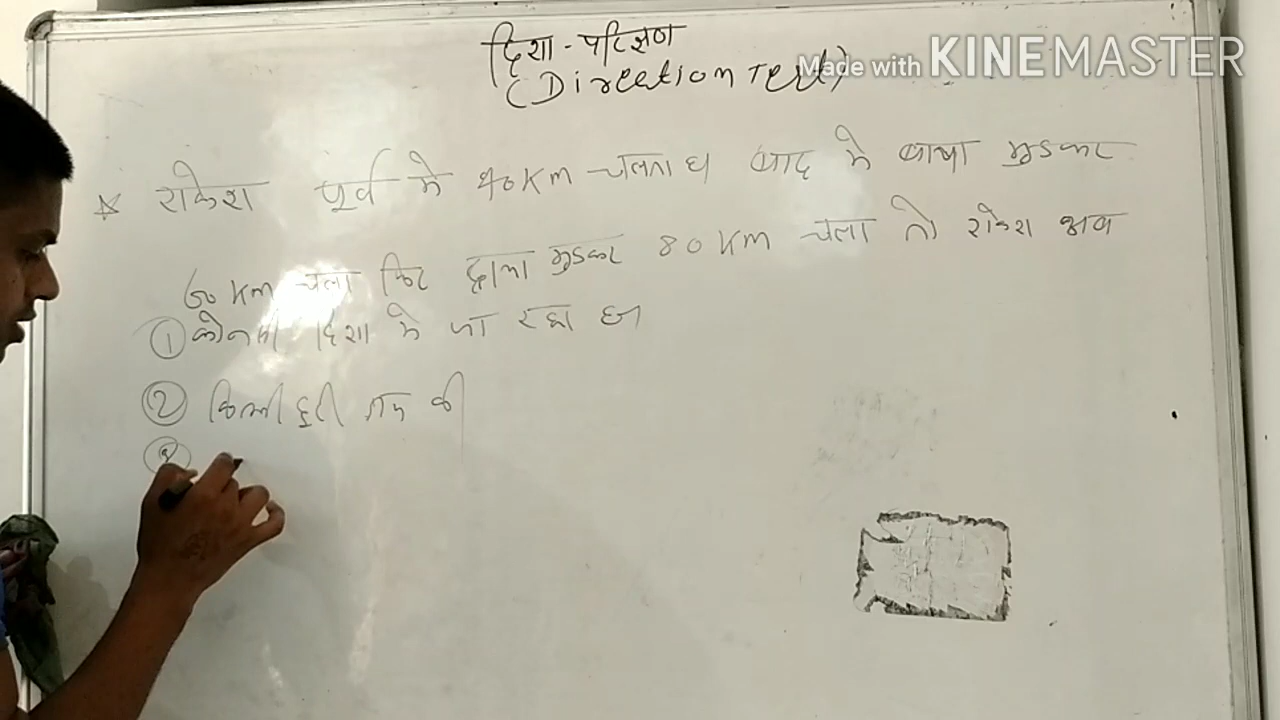 दिशा - परिक्षण
(Direction Test)
Made with KINEMASTER
☆ राकेश पूर्व मे 40 Km चलता है बाद मे बाया मुडकर
60 Km चला फिर दाया मुडकर 80 Km चला तो राकेश अब
① कौनसी दिशा मे जा रहा है
② कितनी दुरी तय की
③